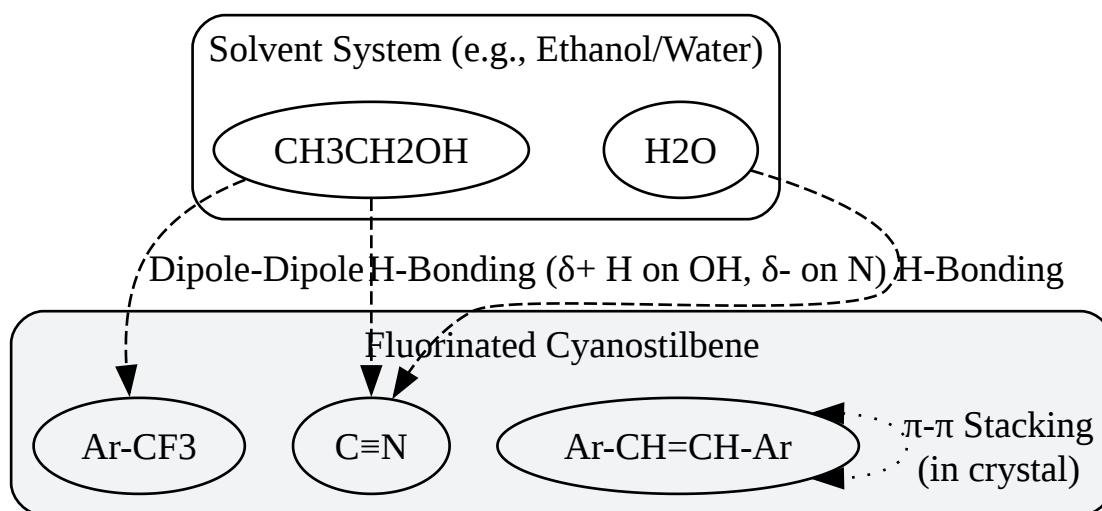 Solvent System (e.g., Ethanol/Water)
CH3CH2OH
H2O
Dipole-Dipole
H-Bonding (δ+ H on OH, δ- on N)
H-Bonding
Fluorinated Cyanostilbene
Ar-CF3
C≡N
Ar-CH=CH-Ar
π-π Stacking
(in crystal)